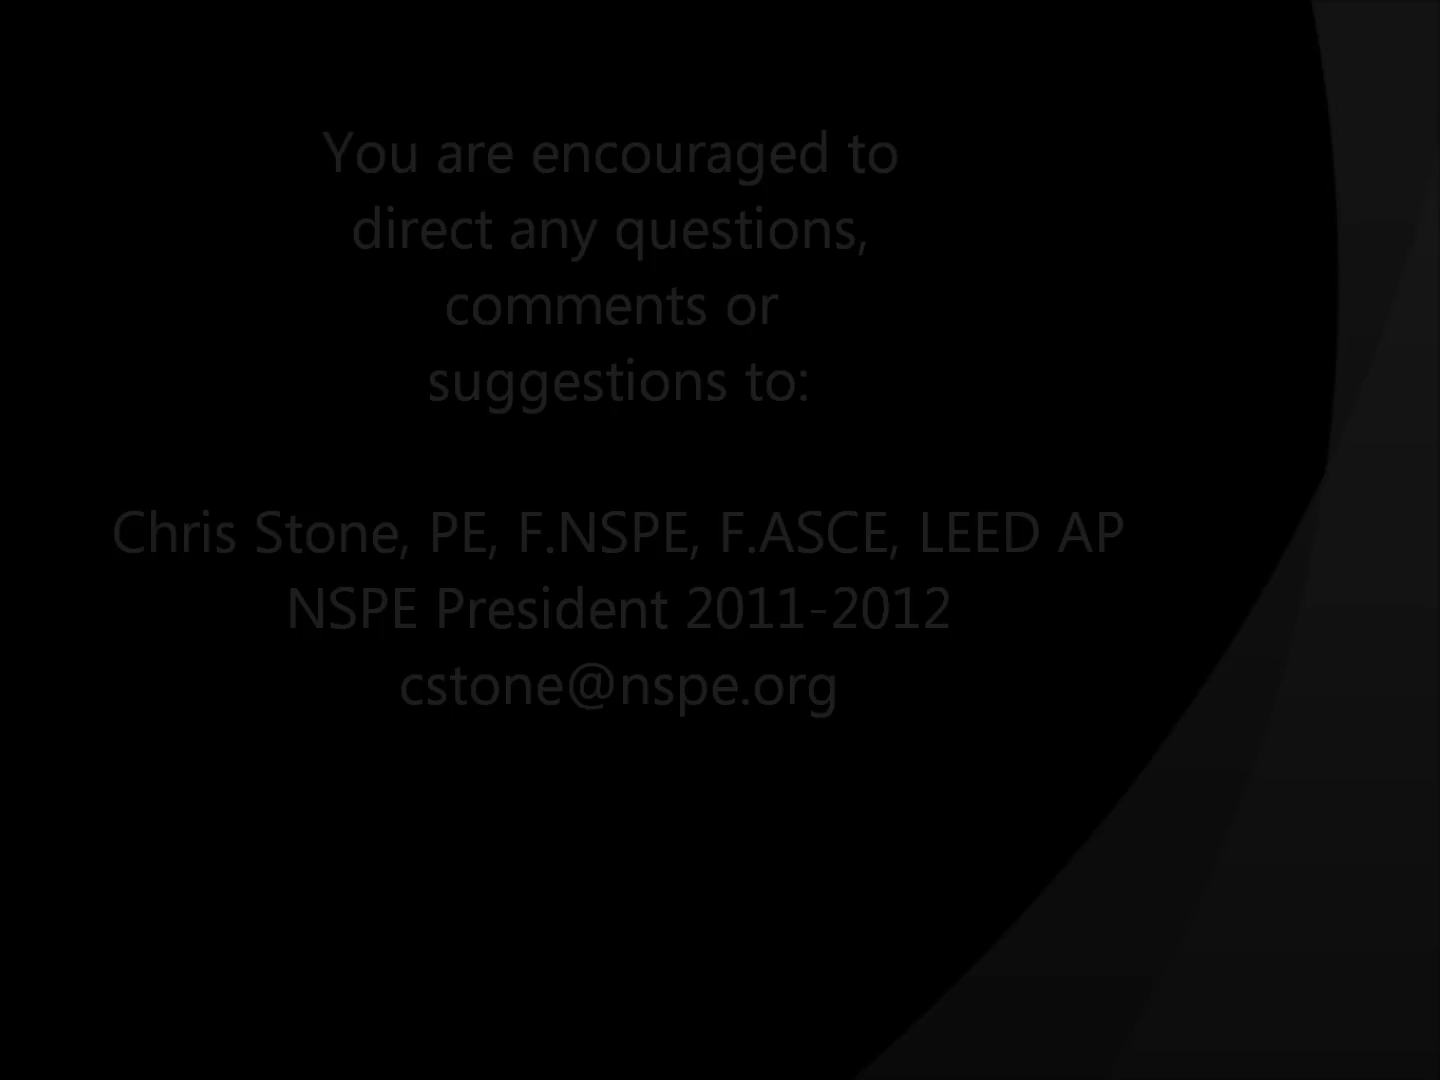 You are encouraged to
direct any questions,
comments or
suggestions to:
Chris Stone, PE, F.NSPE, F.ASCE, LEED AP
NSPE President 2011-2012
cstone@nspe.org